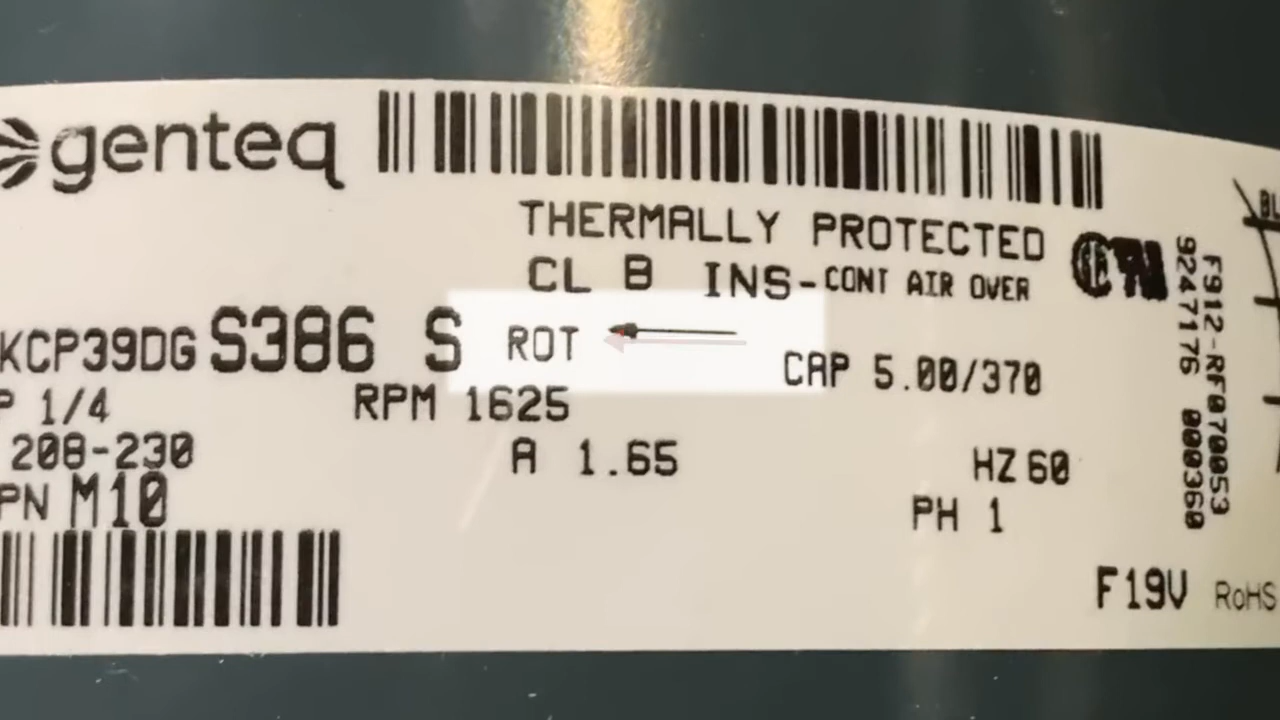 genteq
THERMALLY PROTECTED
CL B INS-CONT AIR OVER
KCP39DG S386 S ROT
CAP 5.00/370
P 1/4 RPM 1625
208-230 A 1.65 HZ 60
PN M10 PH 1
F19V RoHS
F912-RF070053
9247176 000360